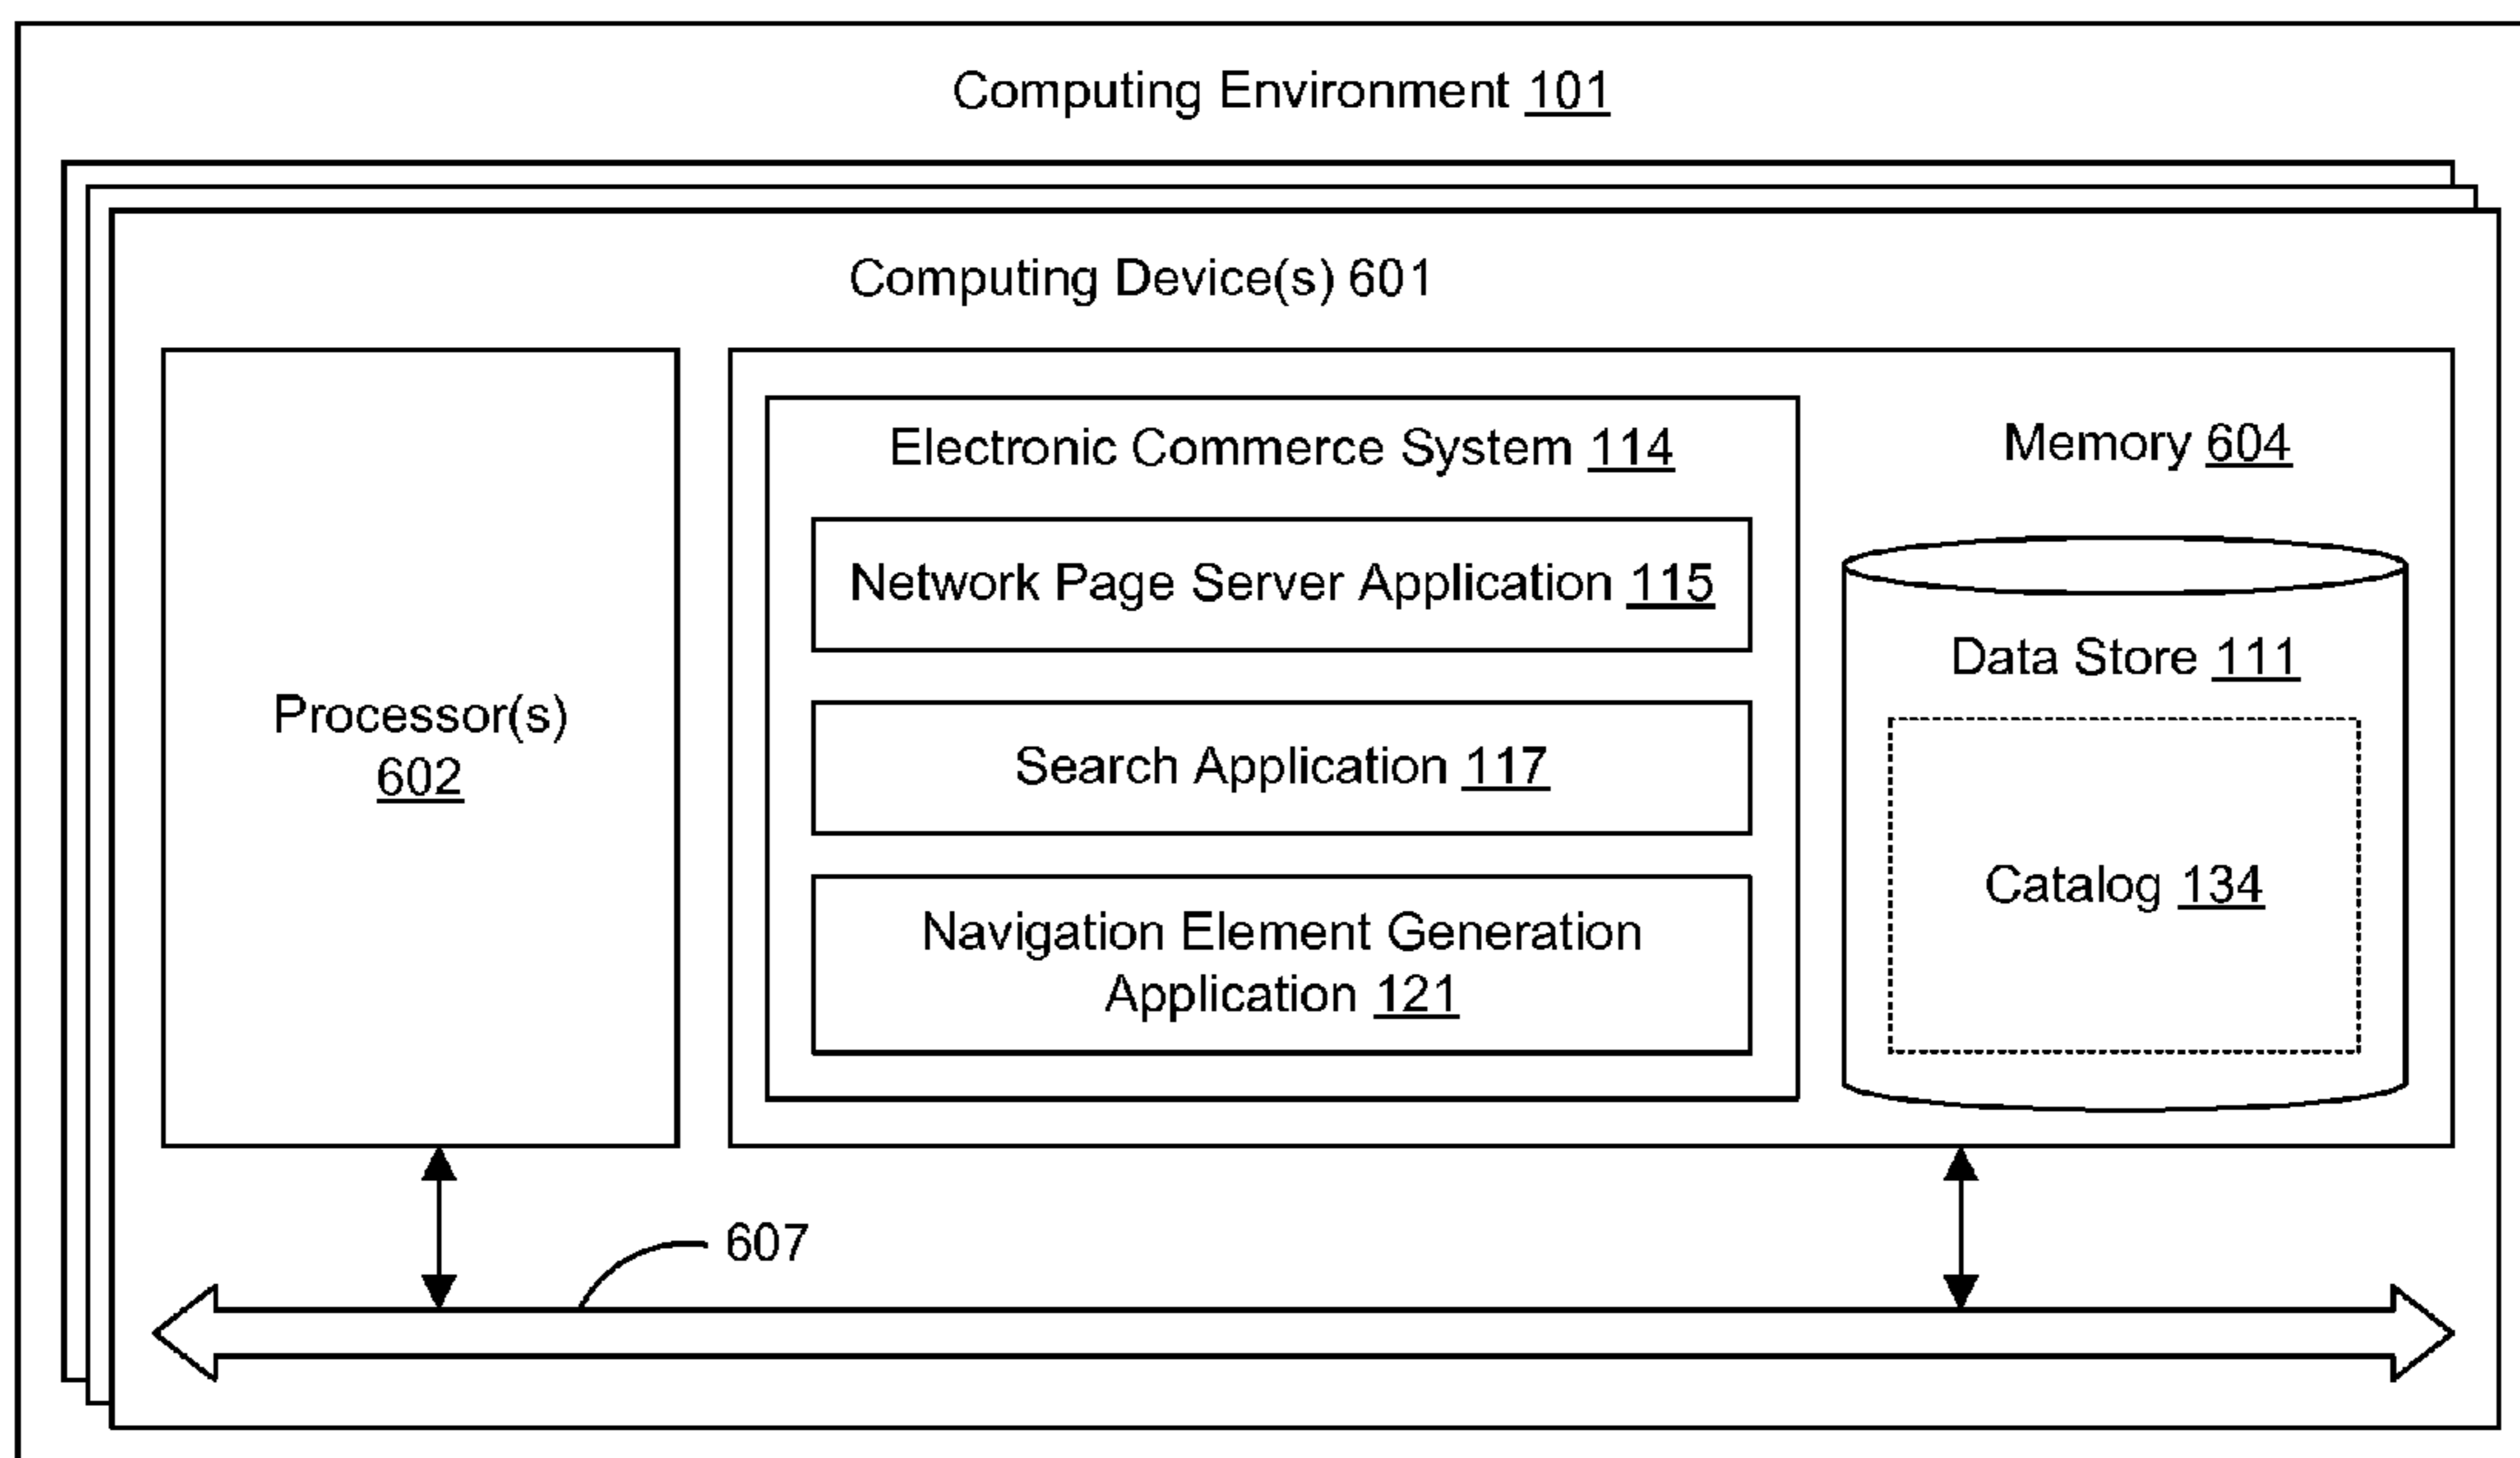 Computing Environment 101
Computing Device(s) 601
Processor(s)
602
Electronic Commerce System 114
Network Page Server Application 115
Search Application 117
Navigation Element Generation
Application 121
Memory 604
Data Store 111
Catalog 134
607